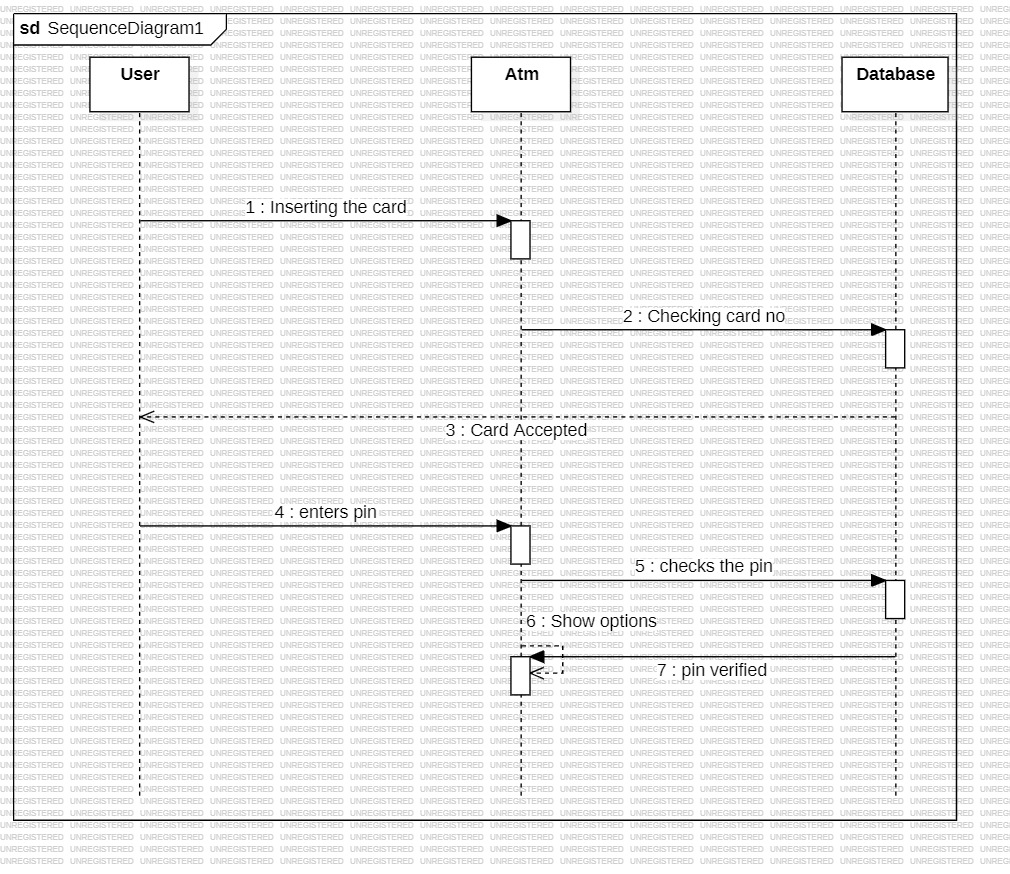 sd SequenceDiagram1
User
Atm
Database
1 : Inserting the card
2 : Checking card no
3 : Card Accepted
4 : enters pin
5 : checks the pin
6 : Show options
7 : pin verified
UNREGISTERED